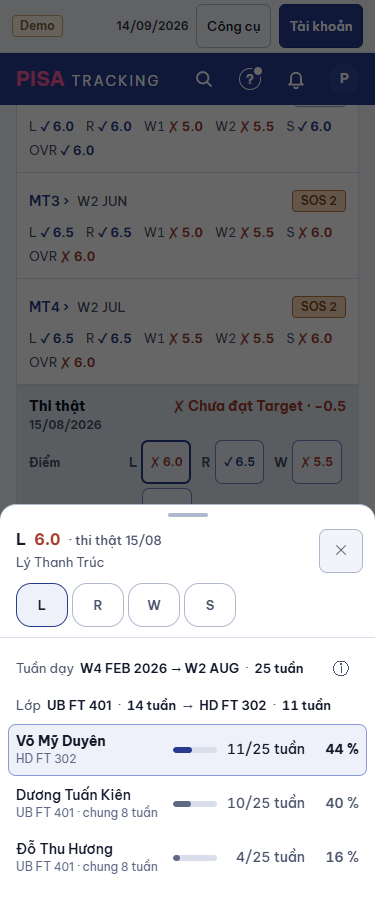 Demo 14/09/2026 Công cụ Tài khoản
PISA TRACKING ? P
L ✓ 6.0 R ✓ 6.0 W1 ✗ 5.0 W2 ✗ 5.5 S ✓ 6.0
OVR ✓ 6.0
MT3 › W2 JUN SOS 2
L ✓ 6.5 R ✓ 6.5 W1 ✗ 5.0 W2 ✗ 5.5 S ✗ 6.0
OVR ✗ 6.0
MT4 › W2 JUL SOS 2
L ✓ 6.5 R ✓ 6.5 W1 ✗ 5.5 W2 ✗ 5.5 S ✗ 6.0
OVR ✗ 6.0
Thi thật ✗ Chưa đạt Target · −0.5
15/08/2026
Điểm L ✗ 6.0 R ✓ 6.5 W ✗ 5.5
L 6.0 · thi thật 15/08
Lý Thanh Trúc
L R W S
Tuần dạy W4 FEB 2026 → W2 AUG · 25 tuần
Lớp UB FT 401 · 14 tuần → HD FT 302 · 11 tuần
Võ Mỹ Duyên 11/25 tuần 44 %
HD FT 302
Dương Tuấn Kiên 10/25 tuần 40 %
UB FT 401 · chung 8 tuần
Đỗ Thu Hương 4/25 tuần 16 %
UB FT 401 · chung 8 tuần